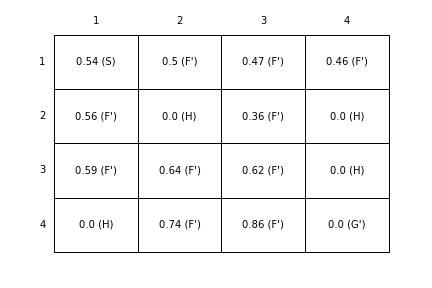 1 2 3 4
1 0.54 (S) 0.5 (F') 0.47 (F') 0.46 (F')
2 0.56 (F') 0.0 (H) 0.36 (F') 0.0 (H)
3 0.59 (F') 0.64 (F') 0.62 (F') 0.0 (H)
4 0.0 (H) 0.74 (F') 0.86 (F') 0.0 (G')